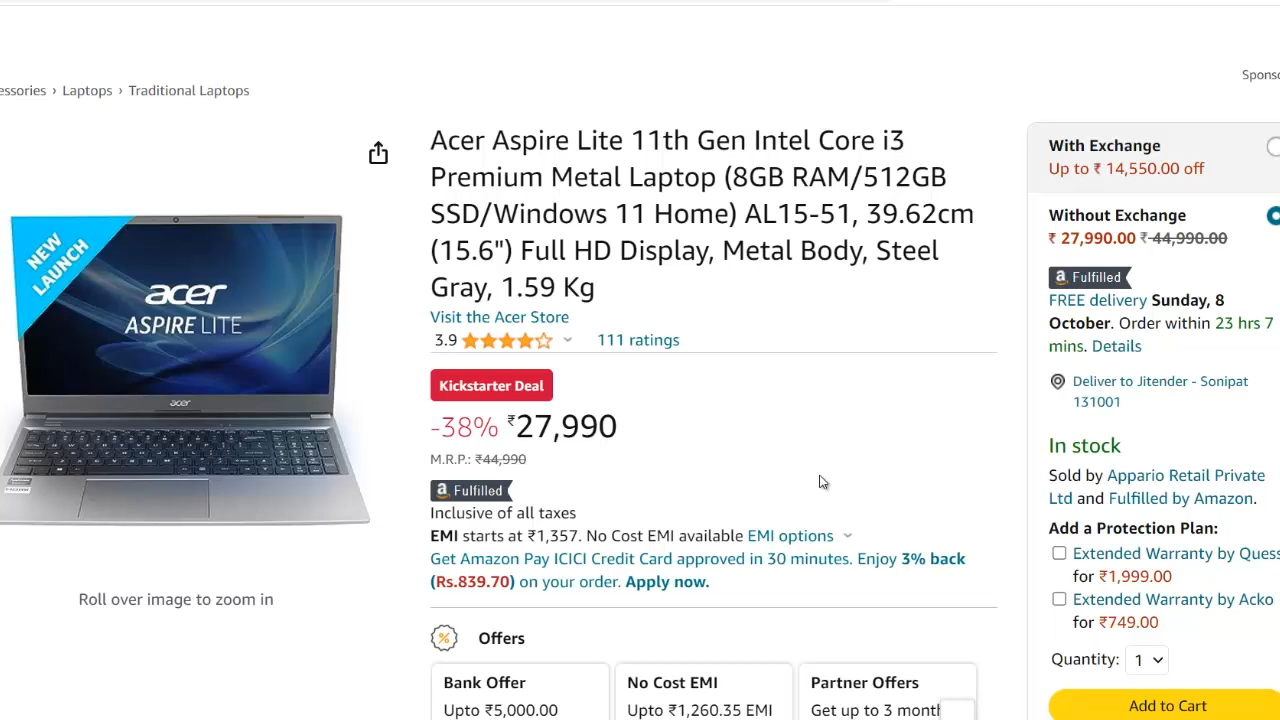 Sponso
essories › Laptops › Traditional Laptops
NEW
LAUNCH
acer
ASPIRE LITE
acer
Roll over image to zoom in
Acer Aspire Lite 11th Gen Intel Core i3
Premium Metal Laptop (8GB RAM/512GB
SSD/Windows 11 Home) AL15-51, 39.62cm
(15.6") Full HD Display, Metal Body, Steel
Gray, 1.59 Kg
Visit the Acer Store
3.9 111 ratings
Kickstarter Deal
-38% ₹27,990
M.R.P.: ₹44,990
a Fulfilled
Inclusive of all taxes
EMI starts at ₹1,357. No Cost EMI available EMI options
Get Amazon Pay ICICI Credit Card approved in 30 minutes. Enjoy 3% back
(Rs.839.70) on your order. Apply now.
% Offers
Bank Offer
Upto ₹5,000.00
No Cost EMI
Upto ₹1,260.35 EMI
Partner Offers
Get up to 3 month
With Exchange
Up to ₹ 14,550.00 off
Without Exchange
₹ 27,990.00 ₹ 44,990.00
a Fulfilled
FREE delivery Sunday, 8
October. Order within 23 hrs 7
mins. Details
Deliver to Jitender - Sonipat
131001
In stock
Sold by Appario Retail Private
Ltd and Fulfilled by Amazon.
Add a Protection Plan:
Extended Warranty by Quess
for ₹1,999.00
Extended Warranty by Acko
for ₹749.00
Quantity: 1
Add to Cart